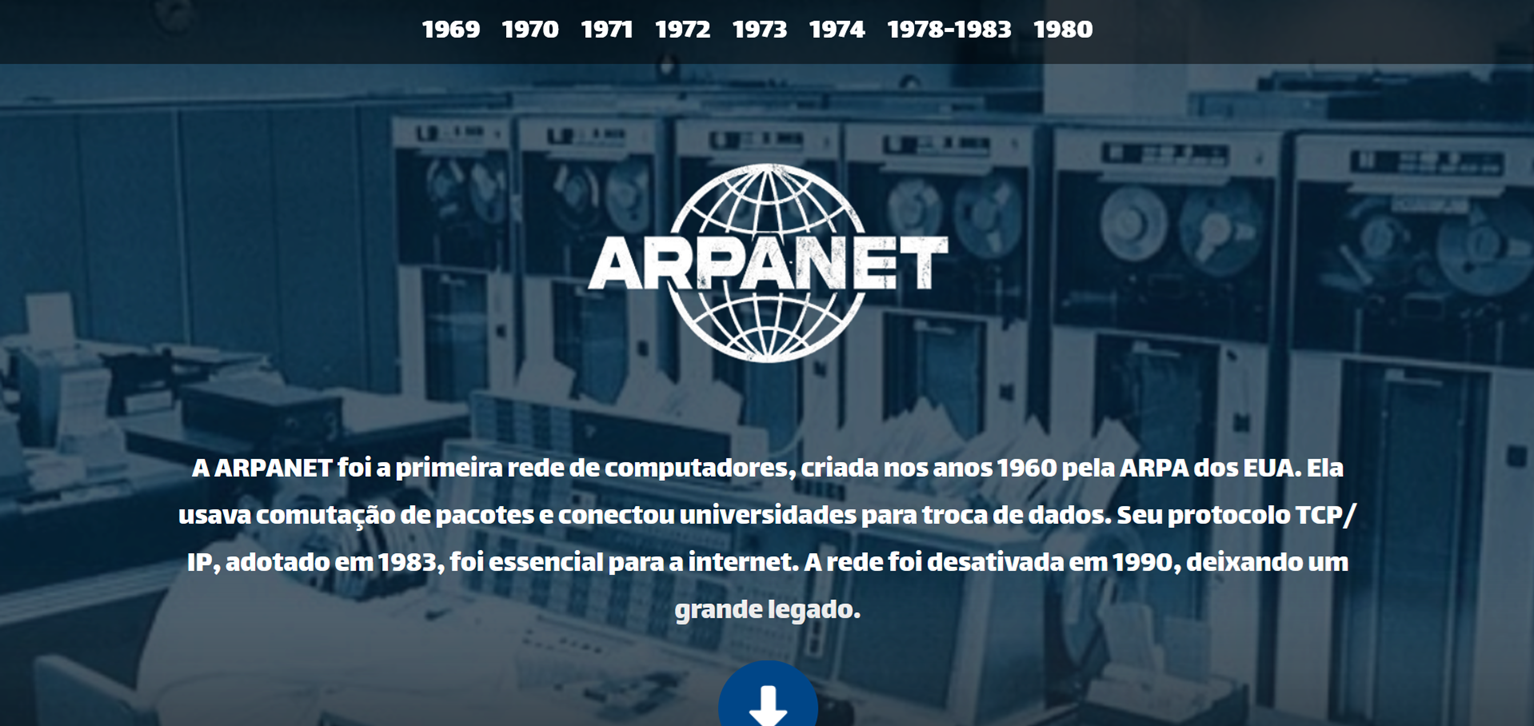 1969 1970 1971 1972 1973 1974 1978-1983 1980
ARPANET
A ARPANET foi a primeira rede de computadores, criada nos anos 1960 pela ARPA dos EUA. Ela
usava comutação de pacotes e conectou universidades para troca de dados. Seu protocolo TCP/
IP, adotado em 1983, foi essencial para a internet. A rede foi desativada em 1990, deixando um
grande legado.